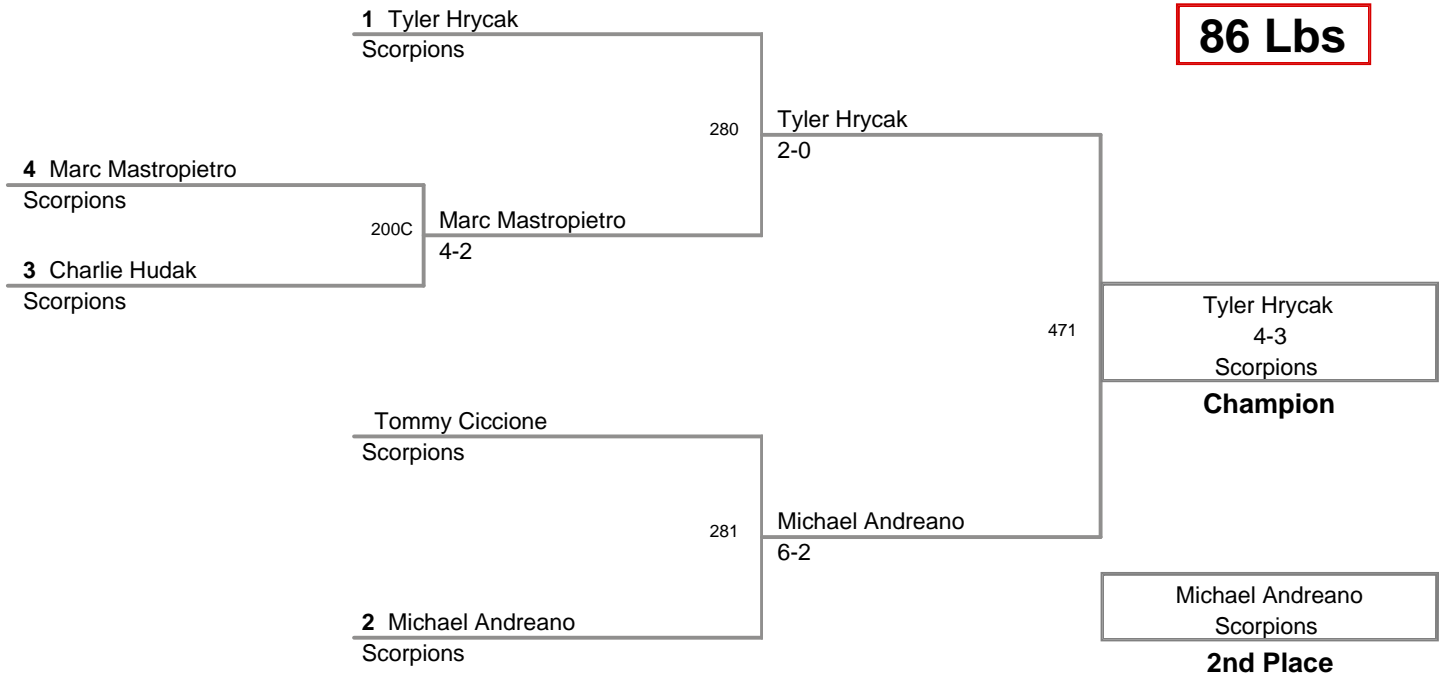 1 Tyler Hrycak
Scorpions
86 Lbs
280
Tyler Hrycak
2-0
4 Marc Mastropietro
Scorpions
200C
Marc Mastropietro
4-2
3 Charlie Hudak
Scorpions
471
Tyler Hrycak
4-3
Scorpions
Champion
Tommy Ciccione
Scorpions
281
Michael Andreano
6-2
2 Michael Andreano
Scorpions
Michael Andreano
Scorpions
2nd Place